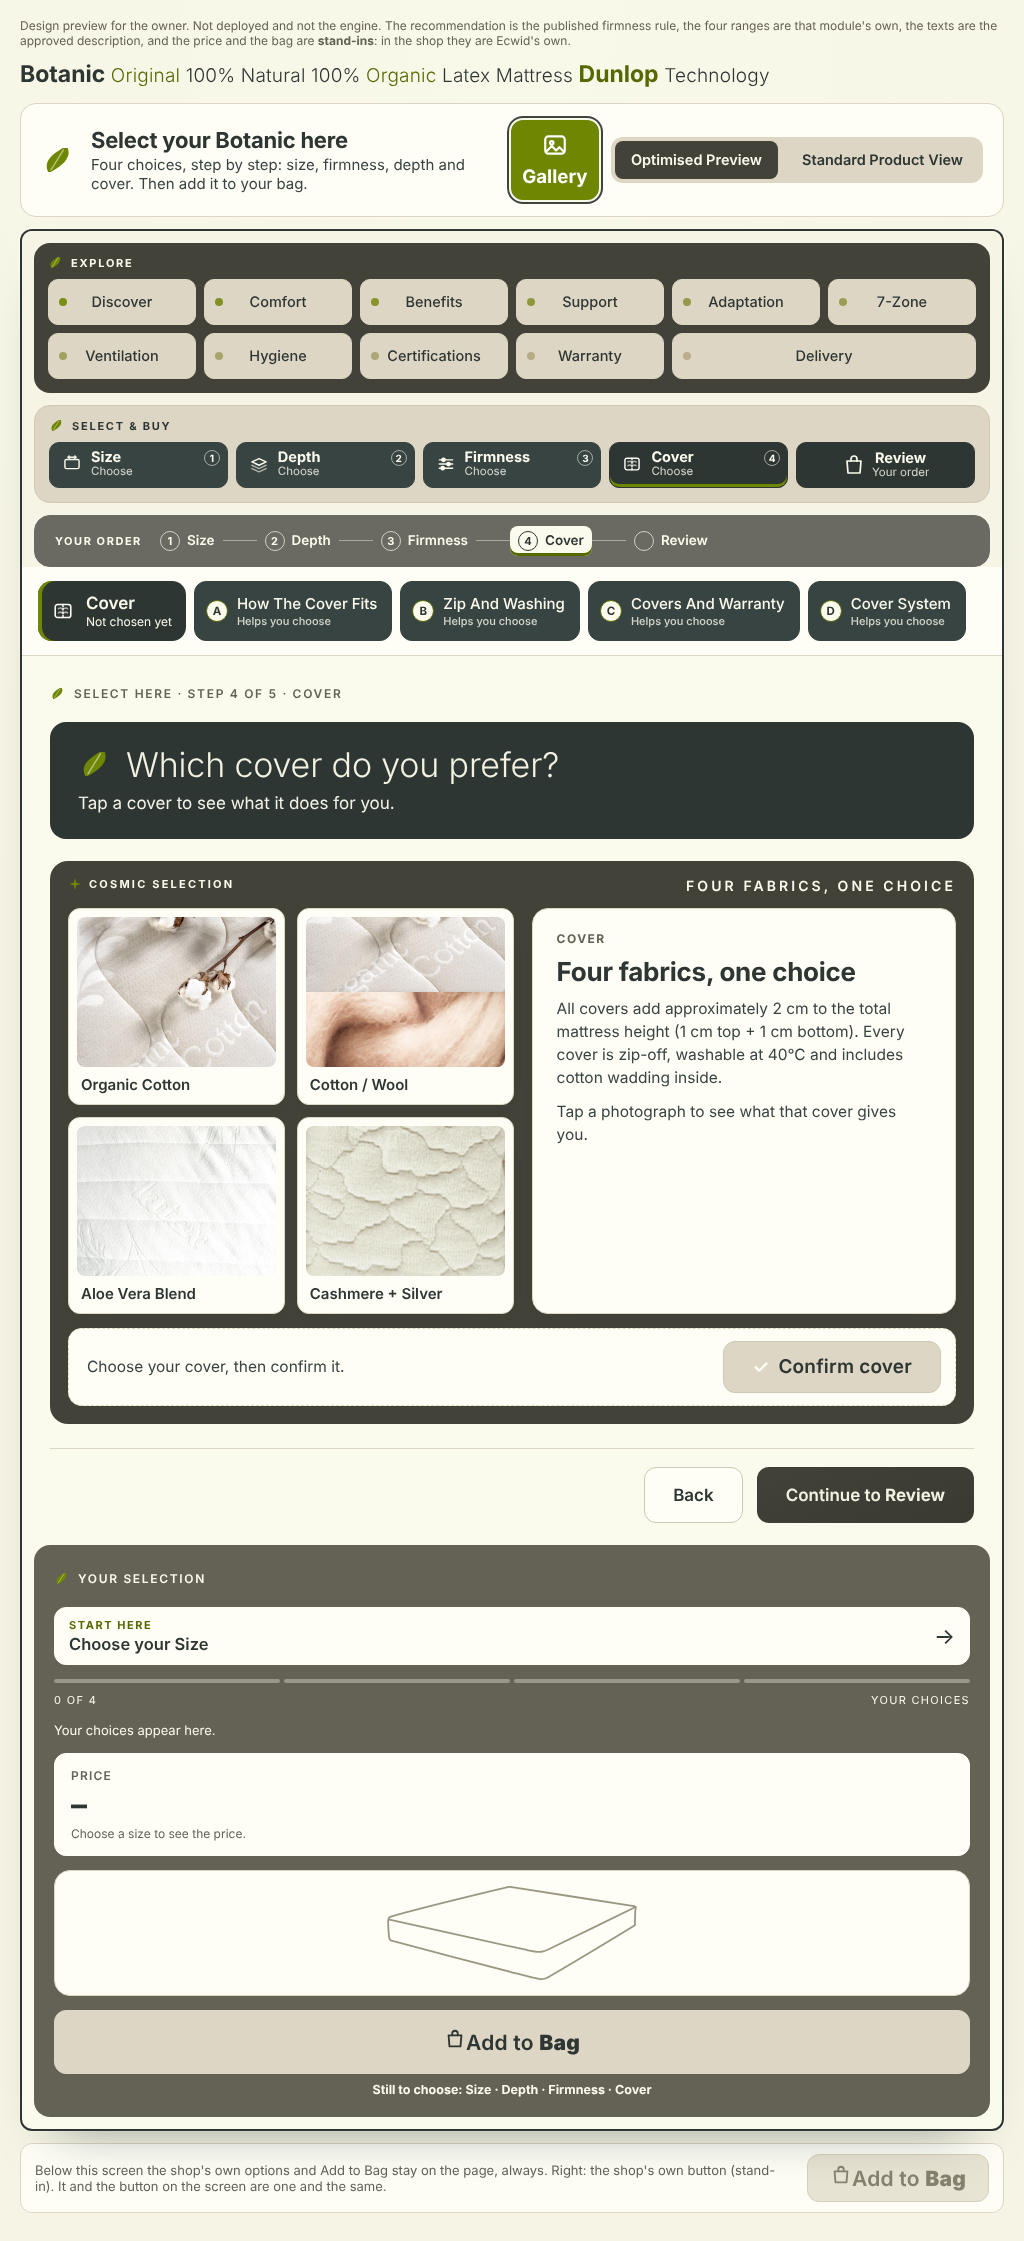 Design preview for the owner. Not deployed and not the engine. The recommendation is the published firmness rule, the four ranges are that module's own, the texts are the
approved description, and the price and the bag are stand-ins: in the shop they are Ecwid's own.
Botanic Original 100% Natural 100% Organic Latex Mattress Dunlop Technology
Select your Botanic here
Four choices, step by step: size, firmness, depth and
cover. Then add it to your bag.
Gallery
Optimised Preview
Standard Product View
EXPLORE
Discover
Comfort
Benefits
Support
Adaptation
7-Zone
Ventilation
Hygiene
Certifications
Warranty
Delivery
SELECT & BUY
Size
Choose
1
Depth
Choose
2
Firmness
Choose
3
Cover
Choose
4
Review
Your order
YOUR ORDER
1 Size
2 Depth
3 Firmness
4 Cover
Review
Cover
Not chosen yet
A
How The Cover Fits
Helps you choose
B
Zip And Washing
Helps you choose
C
Covers And Warranty
Helps you choose
D
Cover System
Helps you choose
SELECT HERE · STEP 4 OF 5 · COVER
Which cover do you prefer?
Tap a cover to see what it does for you.
COSMIC SELECTION
FOUR FABRICS, ONE CHOICE
Cotton
Organic Cotton
Cotton
Cotton / Wool
Aloe Vera Blend
Cashmere + Silver
COVER
Four fabrics, one choice
All covers add approximately 2 cm to the total
mattress height (1 cm top + 1 cm bottom). Every
cover is zip-off, washable at 40°C and includes
cotton wadding inside.
Tap a photograph to see what that cover gives
you.
Choose your cover, then confirm it.
Confirm cover
Back
Continue to Review
YOUR SELECTION
START HERE
Choose your Size
0 OF 4
YOUR CHOICES
Your choices appear here.
PRICE
–
Choose a size to see the price.
Add to Bag
Still to choose: Size · Depth · Firmness · Cover
Below this screen the shop's own options and Add to Bag stay on the page, always. Right: the shop's own button (stand-
in). It and the button on the screen are one and the same.
Add to Bag